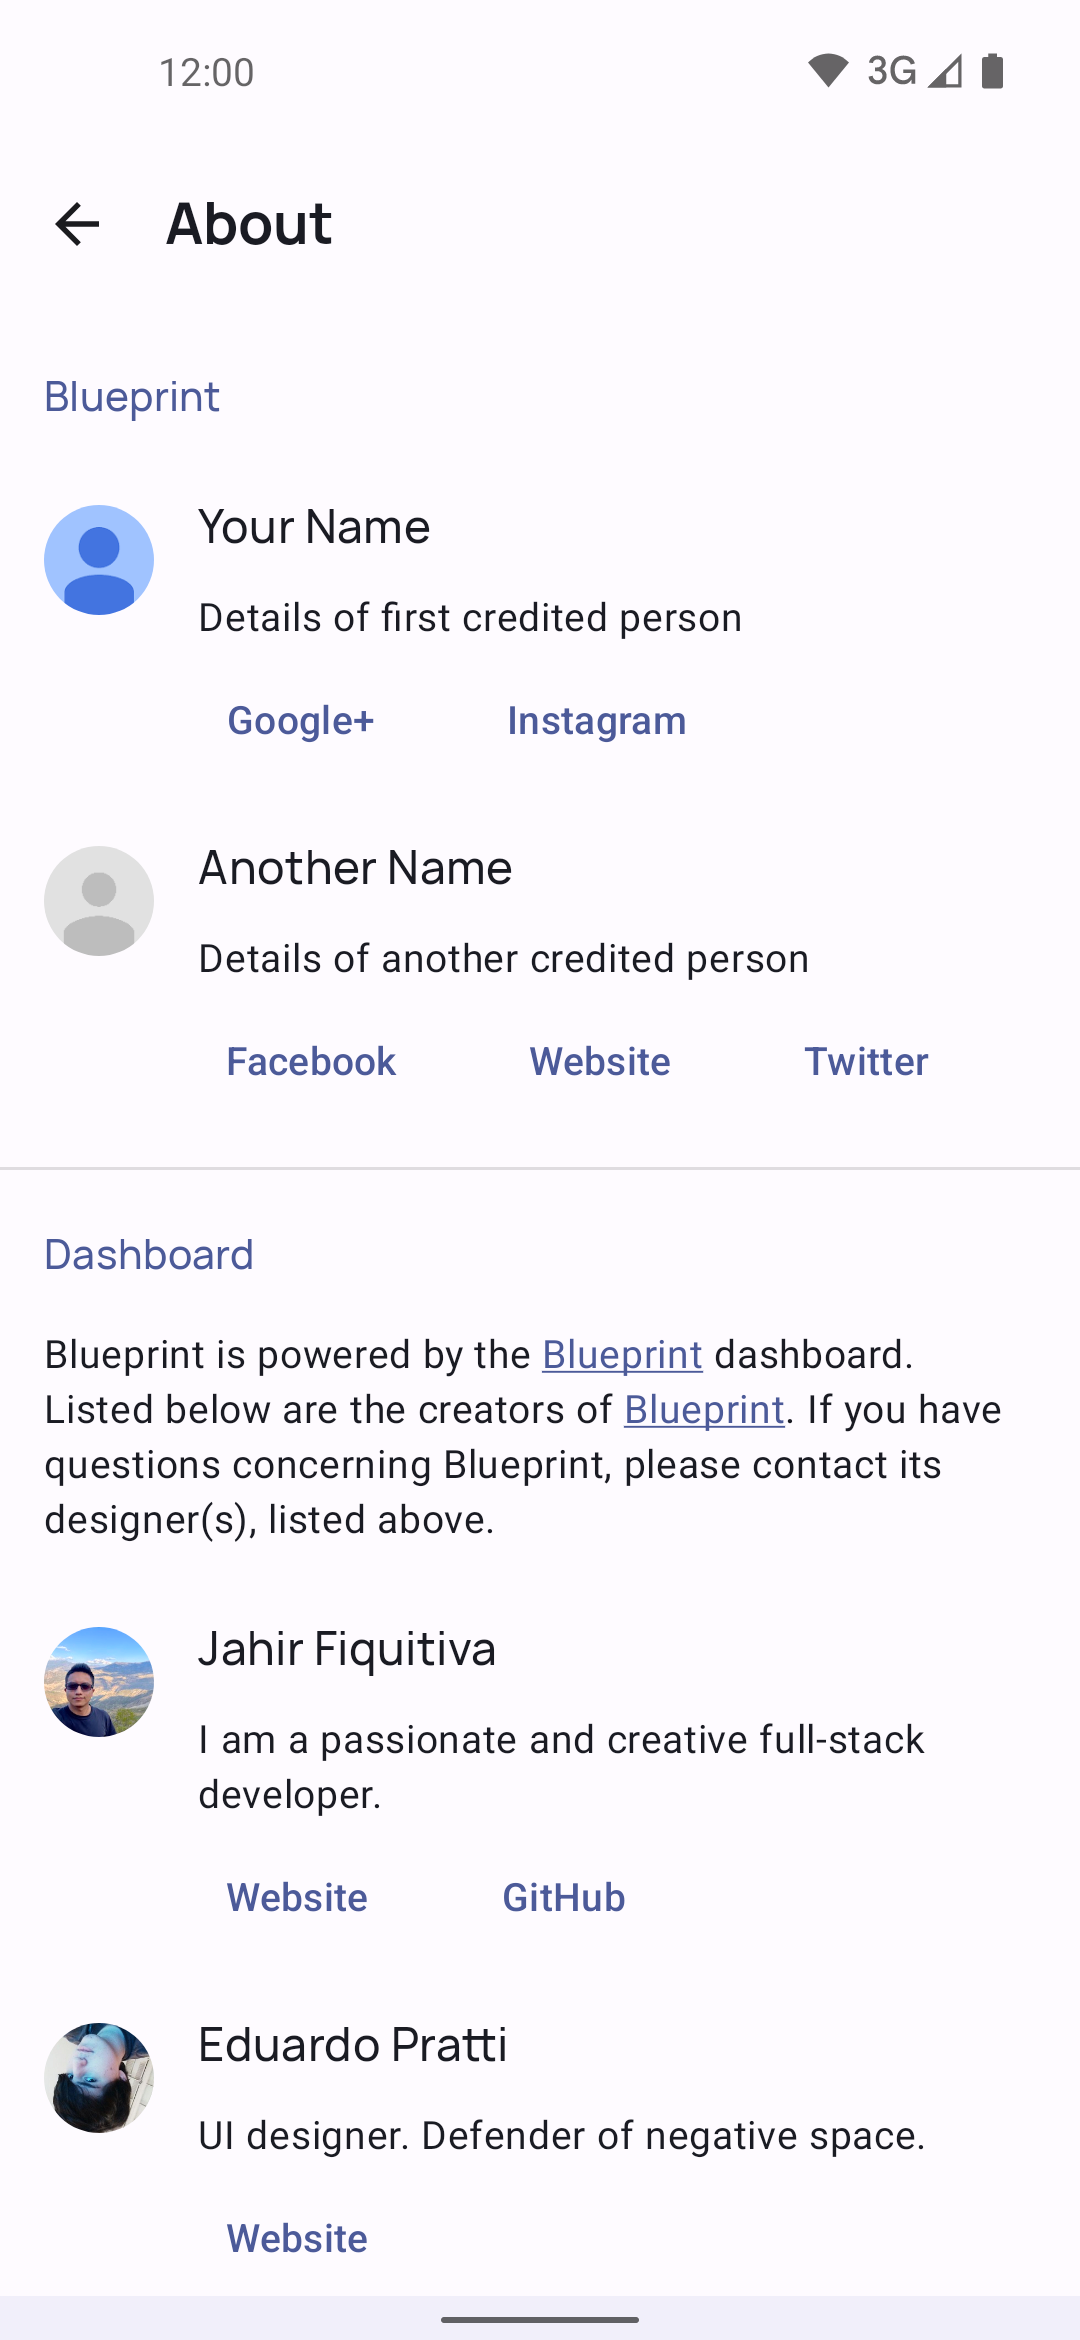 12:00
3G
About
Blueprint
Your Name
Details of first credited person
Google+ Instagram
Another Name
Details of another credited person
Facebook Website Twitter
Dashboard
Blueprint is powered by the Blueprint dashboard.
Listed below are the creators of Blueprint. If you have
questions concerning Blueprint, please contact its
designer(s), listed above.
Jahir Fiquitiva
I am a passionate and creative full-stack
developer.
Website GitHub
Eduardo Pratti
UI designer. Defender of negative space.
Website